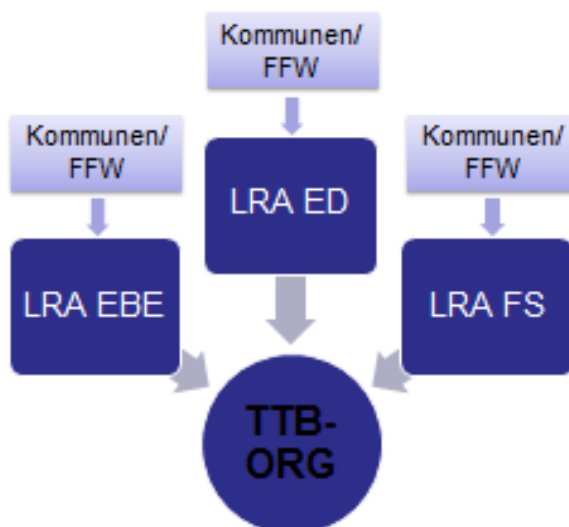 Kommunen/
FFW
Kommunen/
FFW
Kommunen/
FFW
LRA ED
LRA EBE
LRA FS
TTB-
ORG